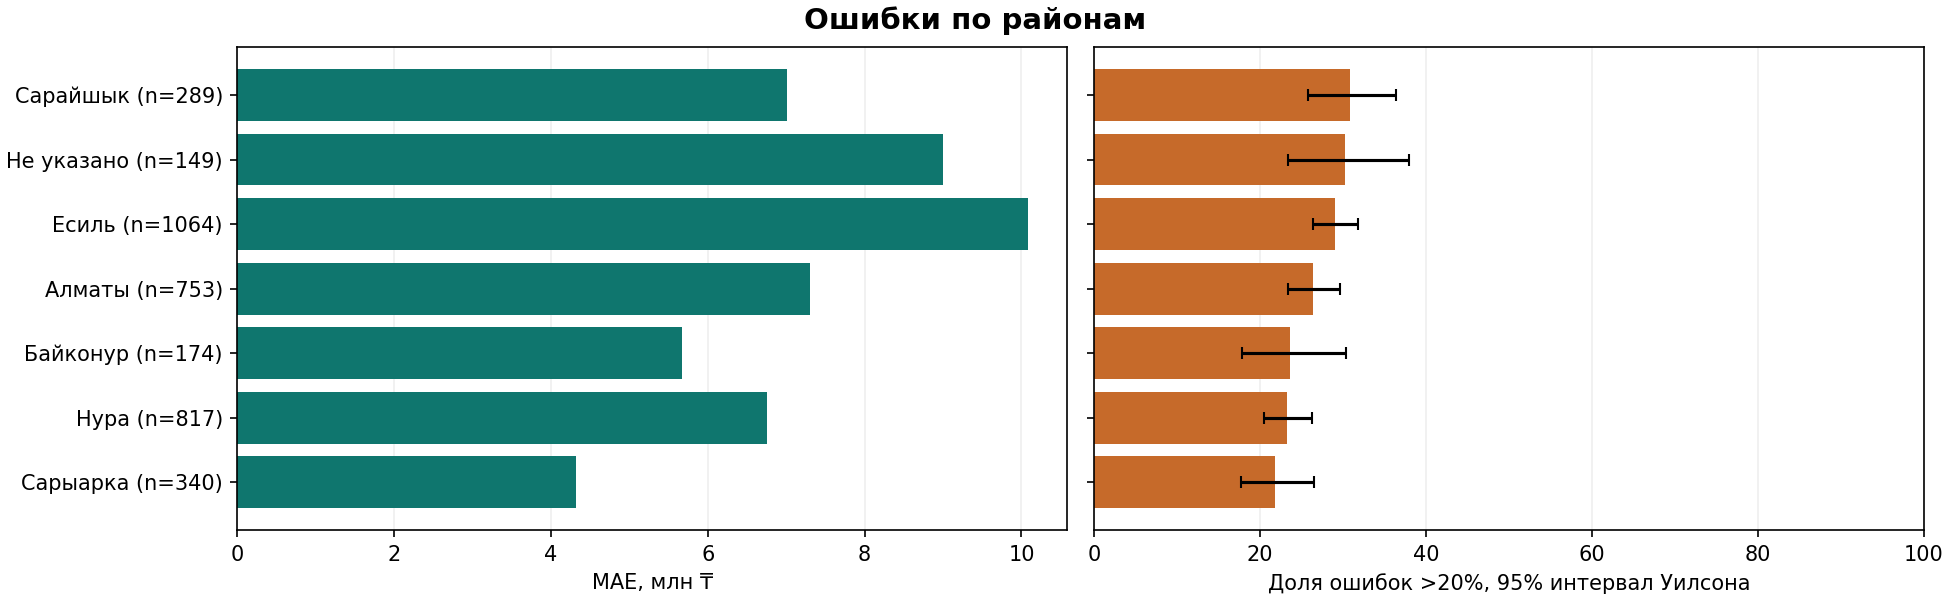 Ошибки по районам
Сарайшык (n=289)
Не указано (n=149)
Есиль (n=1064)
Алматы (n=753)
Байконур (n=174)
Нура (n=817)
Сарыарка (n=340)
0 2 4 6 8 10
MAE, млн ₸
0 20 40 60 80 100
Доля ошибок >20%, 95% интервал Уилсона